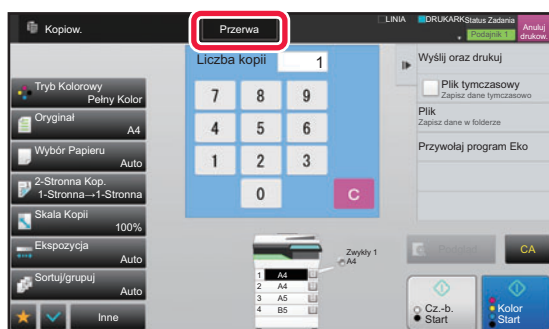 Kopiow.
Przerwa
LINIA
DRUKARK
Status Zadania
Podajnik 1
Anuluj
drukow.
Liczba kopii
1
7
8
9
4
5
6
1
2
3
0
C
Tryb Kolorowy
Pełny Kolor
Oryginał
A4
Wybór Papieru
Auto
2-Stronna Kop.
1-Stronna→1-Stronna
Skala Kopii
100%
Ekspozycja
Auto
Sortuj/grupuj
Auto
Inne
Wyślij oraz drukuj
Plik tymczasowy
Zapisz dane tymczasowo
Plik
Zapisz dane w folderze
Przywołaj program Eko
Zwykły 1
A4
1 A4
2 A4
3 A5
4 B5
CA
Cz.-b.
Start
Kolor
Start